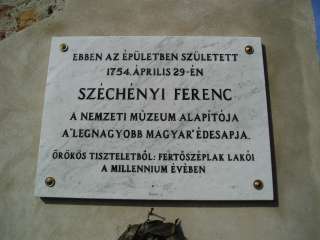 EBBEN AZ ÉPÜLETBEN SZÜLETETT
1754. ÁPRILIS 29-ÉN
SZÉCHÉNYI FERENC
A NEMZETI MÚZEUM ALAPÍTÓJA
A "LEGNAGYOBB MAGYAR" ÉDESAPJA.
ÖRÖKÖS TISZTELETBŐL: FERTŐSZÉPLAK LAKÓI
A MILLENNIUM ÉVÉBEN